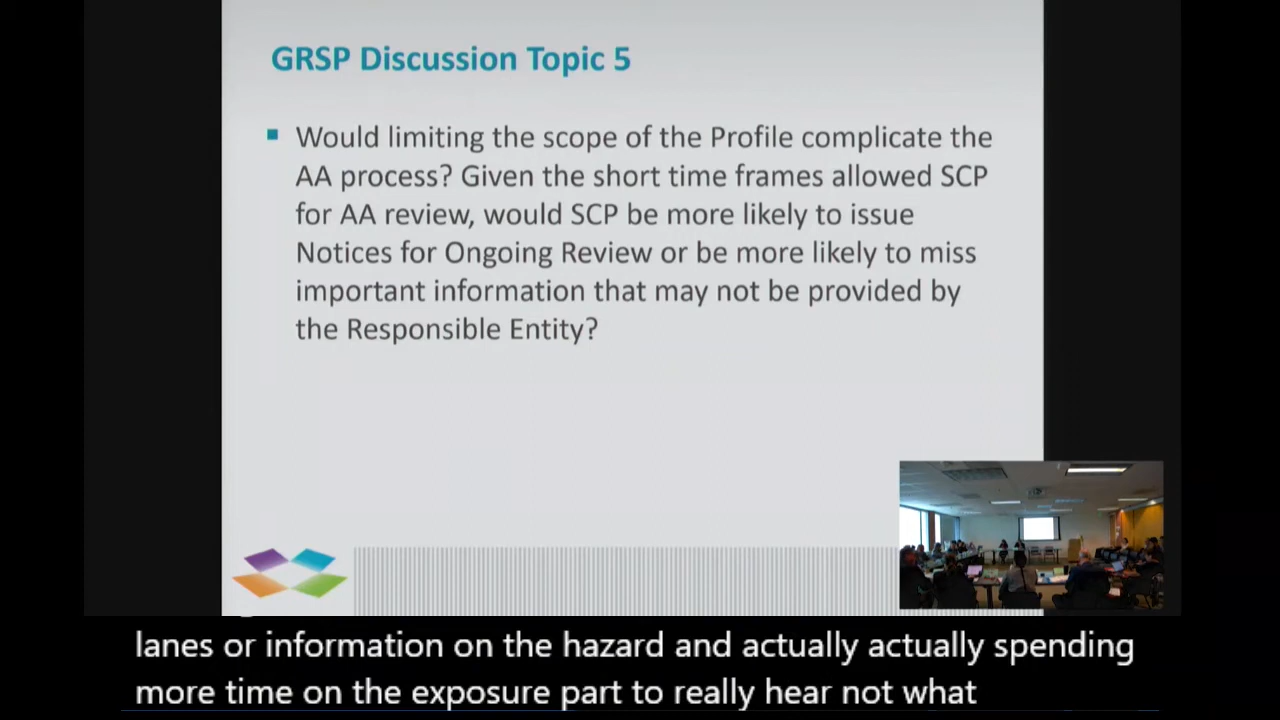 GRSP Discussion Topic 5
Would limiting the scope of the Profile complicate the
AA process? Given the short time frames allowed SCP
for AA review, would SCP be more likely to issue
Notices for Ongoing Review or be more likely to miss
important information that may not be provided by
the Responsible Entity?
lanes or information on the hazard and actually actually spending
more time on the exposure part to really hear not what